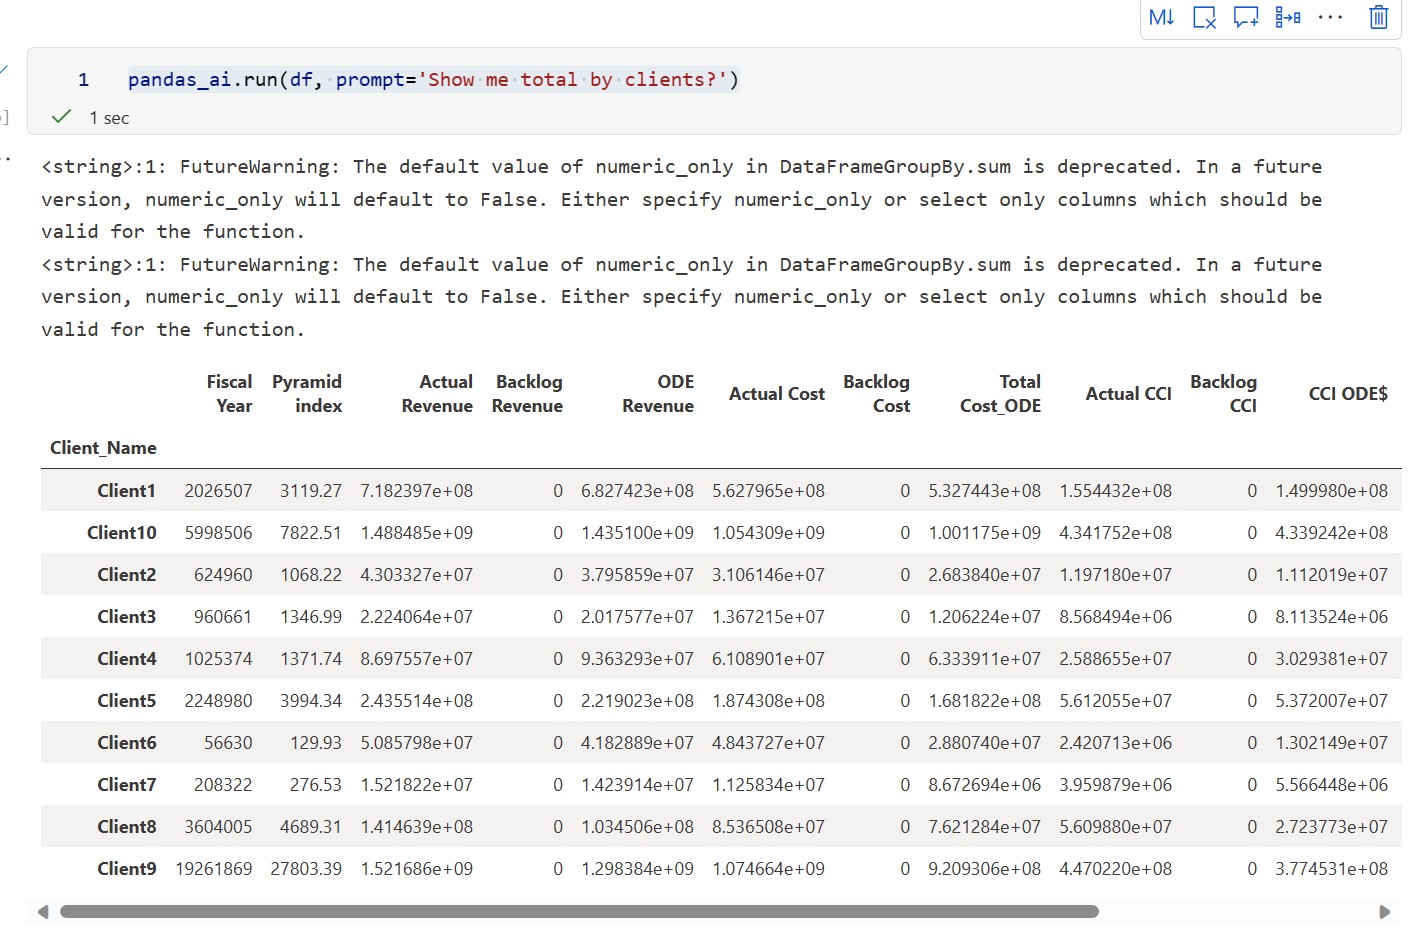 M↓
1 pandas_ai.run(df, prompt='Show me total by clients?')
1 sec
<string>:1: FutureWarning: The default value of numeric_only in DataFrameGroupBy.sum is deprecated. In a future
version, numeric_only will default to False. Either specify numeric_only or select only columns which should be
valid for the function.
<string>:1: FutureWarning: The default value of numeric_only in DataFrameGroupBy.sum is deprecated. In a future
version, numeric_only will default to False. Either specify numeric_only or select only columns which should be
valid for the function.
Fiscal Year Pyramid index Actual Revenue Backlog Revenue ODE Revenue Actual Cost Backlog Cost Total Cost_ODE Actual CCI Backlog CCI CCI ODE$
Client_Name
Client1 2026507 3119.27 7.182397e+08 0 6.827423e+08 5.627965e+08 0 5.327443e+08 1.554432e+08 0 1.499980e+08
Client10 5998506 7822.51 1.488485e+09 0 1.435100e+09 1.054309e+09 0 1.001175e+09 4.341752e+08 0 4.339242e+08
Client2 624960 1068.22 4.303327e+07 0 3.795859e+07 3.106146e+07 0 2.683840e+07 1.197180e+07 0 1.112019e+07
Client3 960661 1346.99 2.224064e+07 0 2.017577e+07 1.367215e+07 0 1.206224e+07 8.568494e+06 0 8.113524e+06
Client4 1025374 1371.74 8.697557e+07 0 9.363293e+07 6.108901e+07 0 6.333911e+07 2.588655e+07 0 3.029381e+07
Client5 2248980 3994.34 2.435514e+08 0 2.219023e+08 1.874308e+08 0 1.681822e+08 5.612055e+07 0 5.372007e+07
Client6 56630 129.93 5.085798e+07 0 4.182889e+07 4.843727e+07 0 2.880740e+07 2.420713e+06 0 1.302149e+07
Client7 208322 276.53 1.521822e+07 0 1.423914e+07 1.125834e+07 0 8.672694e+06 3.959879e+06 0 5.566448e+06
Client8 3604005 4689.31 1.414639e+08 0 1.034506e+08 8.536508e+07 0 7.621284e+07 5.609880e+07 0 2.723773e+07
Client9 19261869 27803.39 1.521686e+09 0 1.298384e+09 1.074664e+09 0 9.209306e+08 4.470220e+08 0 3.774531e+08